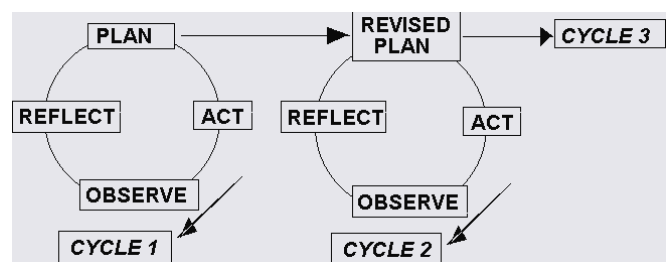 PLAN
REVISED
PLAN
CYCLE 3
REFLECT
ACT
REFLECT
ACT
OBSERVE
OBSERVE
CYCLE 1
CYCLE 2